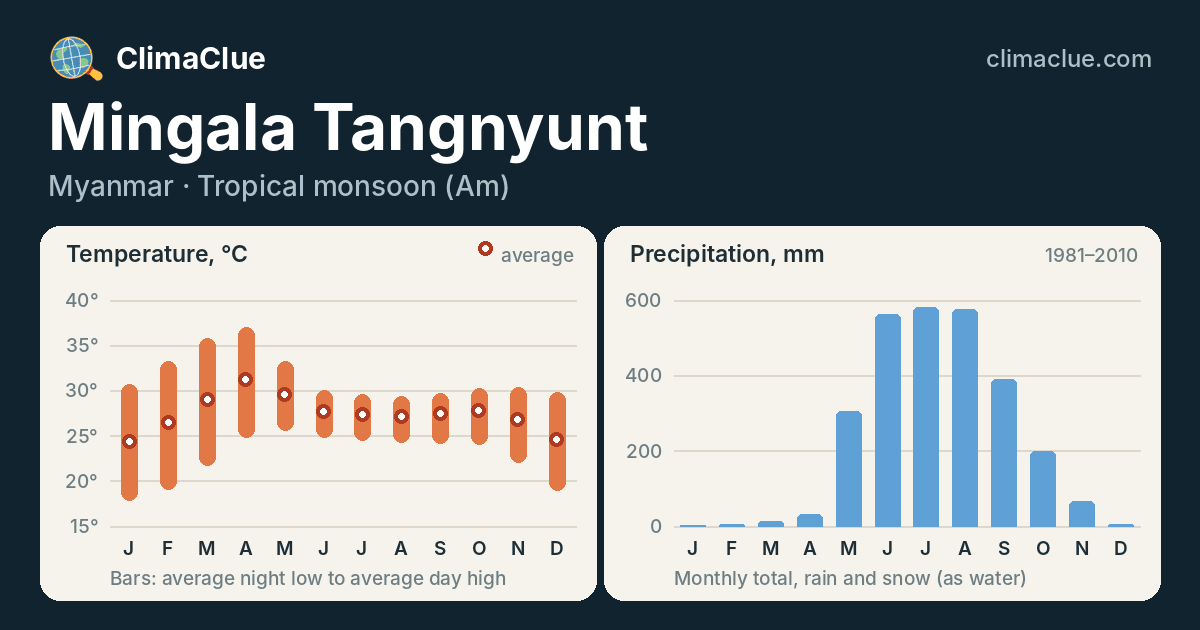 ClimaClue
climaclue.com
Mingala Tangnyunt
Myanmar · Tropical monsoon (Am)
Temperature, °C
average
40°
35°
30°
25°
20°
15°
J F M A M J J A S O N D
Bars: average night low to average day high
Precipitation, mm
1981–2010
600
400
200
0
J F M A M J J A S O N D
Monthly total, rain and snow (as water)